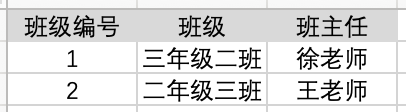 班级编号 班级 班主任
1 三年级二班 徐老师
2 二年级三班 王老师